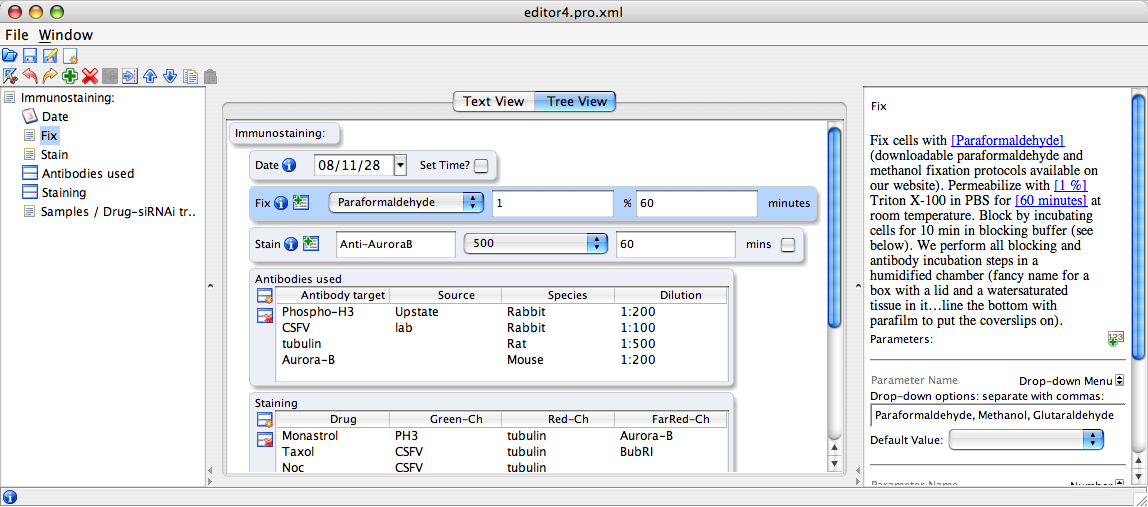 editor4.pro.xml
File Window
Immunostaining:
Date
Fix
Stain
Antibodies used
Staining
Samples / Drug-siRNAi tr...
Text View Tree View
Immunostaining:
Date 08/11/28 Set Time?
Fix Paraformaldehyde 1 % 60 minutes
Stain Anti-AuroraB 500 60 mins
Antibodies used
Antibody target Source Species Dilution
Phospho-H3 Upstate Rabbit 1:200
CSFV lab Rabbit 1:100
tubulin Rat 1:500
Aurora-B Mouse 1:200
Staining
Drug Green-Ch Red-Ch FarRed-Ch
Monastrol PH3 tubulin Aurora-B
Taxol CSFV tubulin BubRI
Noc CSFV tubulin
Fix
Fix cells with [Paraformaldehyde]
(downloadable paraformaldehyde and
methanol fixation protocols available on
our website). Permeabilize with [1 %]
Triton X-100 in PBS for [60 minutes] at
room temperature. Block by incubating
cells for 10 min in blocking buffer (see
below). We perform all blocking and
antibody incubation steps in a
humidified chamber (fancy name for a
box with a lid and a watersaturated
tissue in it...line the bottom with
parafilm to put the coverslips on).
Parameters:
123
Parameter Name Drop-down Menu
Drop-down options: separate with commas:
Paraformaldehyde, Methanol, Glutaraldehyde
Default Value:
Parameter Name Number